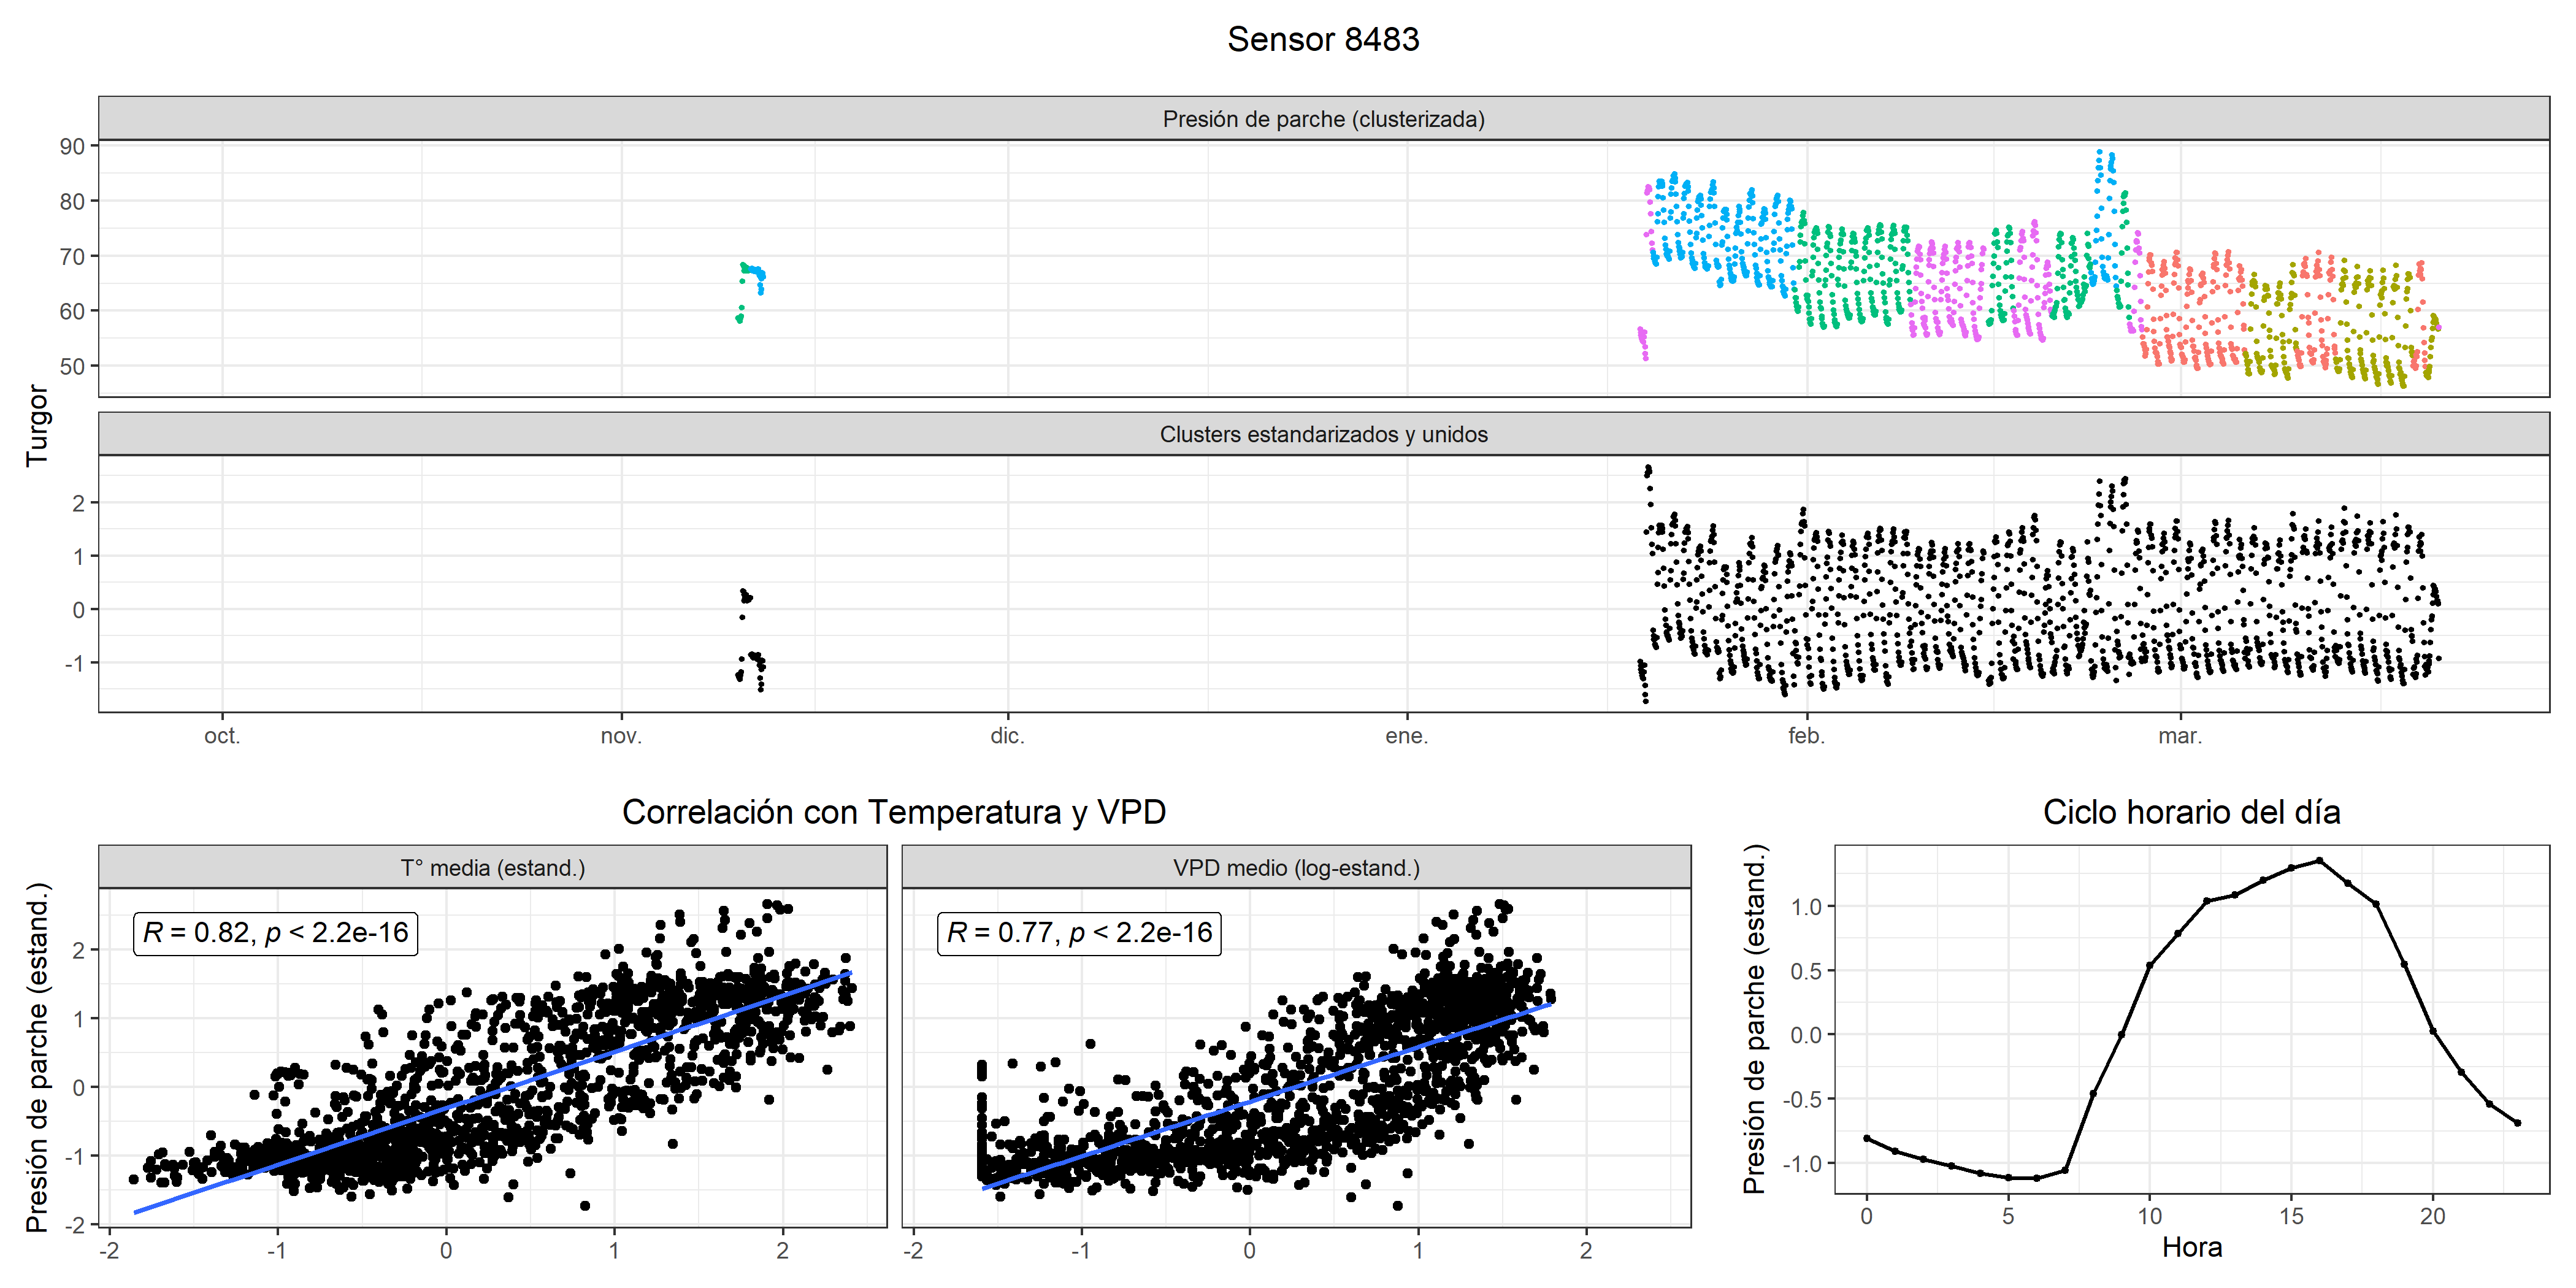 Sensor 8483
Presión de parche (clusterizada)
90
80
70
60
50
Turgor
Clusters estandarizados y unidos
2
1
0
-1
oct. nov. dic. ene. feb. mar.
Correlación con Temperatura y VPD
T° media (estand.)
VPD medio (log-estand.)
Presión de parche (estand.)
R = 0.82, p < 2.2e-16
R = 0.77, p < 2.2e-16
2
1
0
-1
-2
-2 -1 0 1 2
-2 -1 0 1 2
Ciclo horario del día
Presión de parche (estand.)
1.0
0.5
0.0
-0.5
-1.0
0 5 10 15 20
Hora